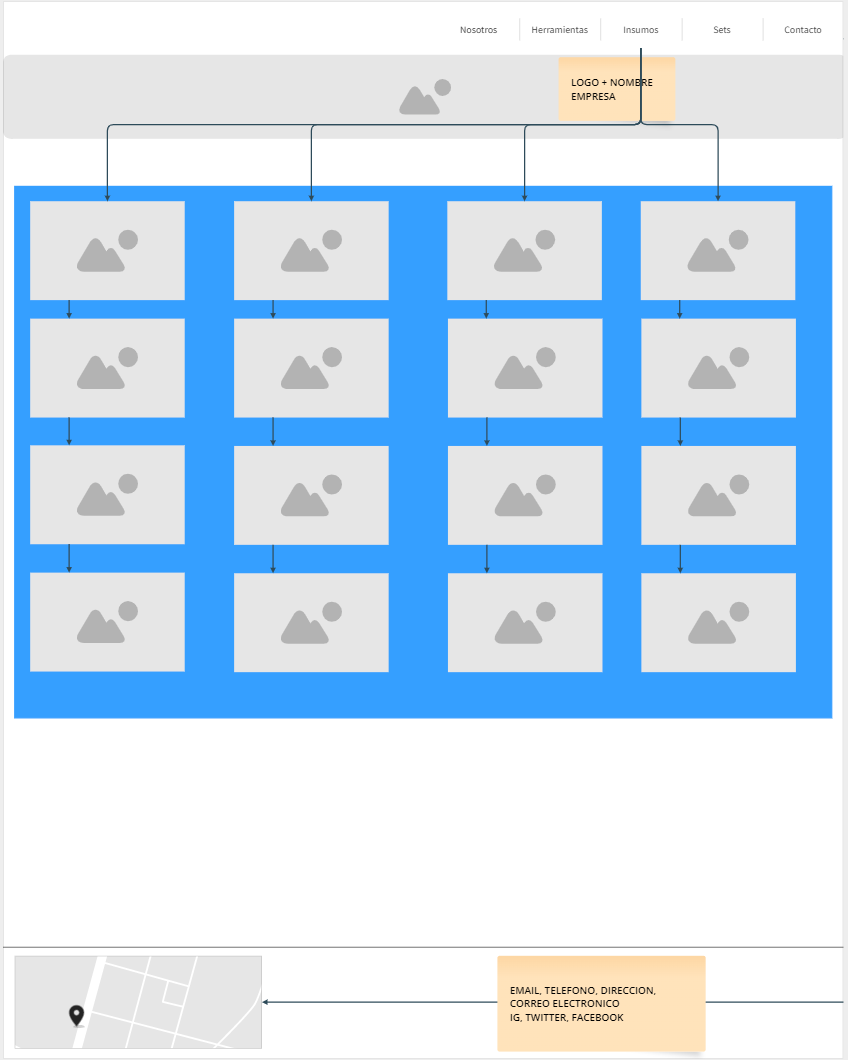 Nosotros
Herramientas
Insumos
Sets
Contacto
LOGO + NOMBRE
EMPRESA
EMAIL, TELEFONO, DIRECCION,
CORREO ELECTRONICO
IG, TWITTER, FACEBOOK